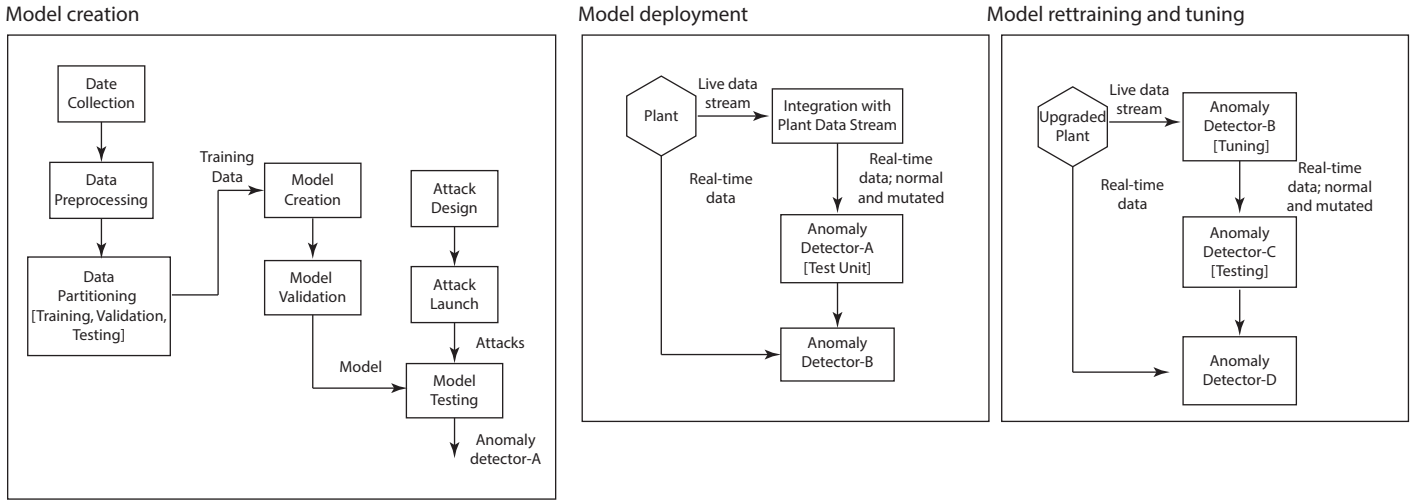 Model creation
Date
Collection
Data
Preprocessing
Data
Partitioning
[Training, Validation,
Testing]
Training
Data
Model
Creation
Model
Validation
Model
Attack
Design
Attack
Launch
Attacks
Model
Testing
Anomaly
detector-A
Model deployment
Plant
Live data
stream
Integration with
Plant Data Stream
Real-time
data
Real-time
data; normal
and mutated
Anomaly
Detector-A
[Test Unit]
Anomaly
Detector-B
Model rettraining and tuning
Upgraded
Plant
Live data
stream
Anomaly
Detector-B
[Tuning]
Real-time
data
Real-time
data; normal
and mutated
Anomaly
Detector-C
[Testing]
Anomaly
Detector-D